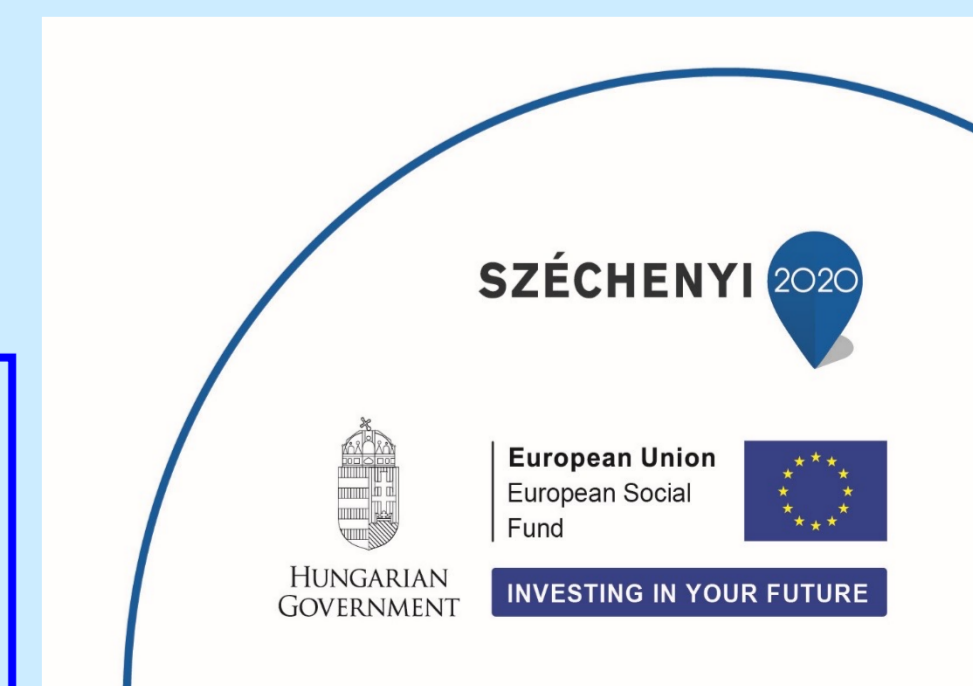 SZÉCHENYI 2020
European Union
European Social
Fund
HUNGARIAN
GOVERNMENT
INVESTING IN YOUR FUTURE